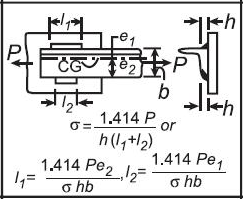 l₁
h
e₁
P
CG
e₂
P
b
l₂
h
σ = 1.414 P / h (l₁+l₂) or
l₁ = 1.414 Pe₂ / σ hb , l₂ = 1.414 Pe₁ / σ hb